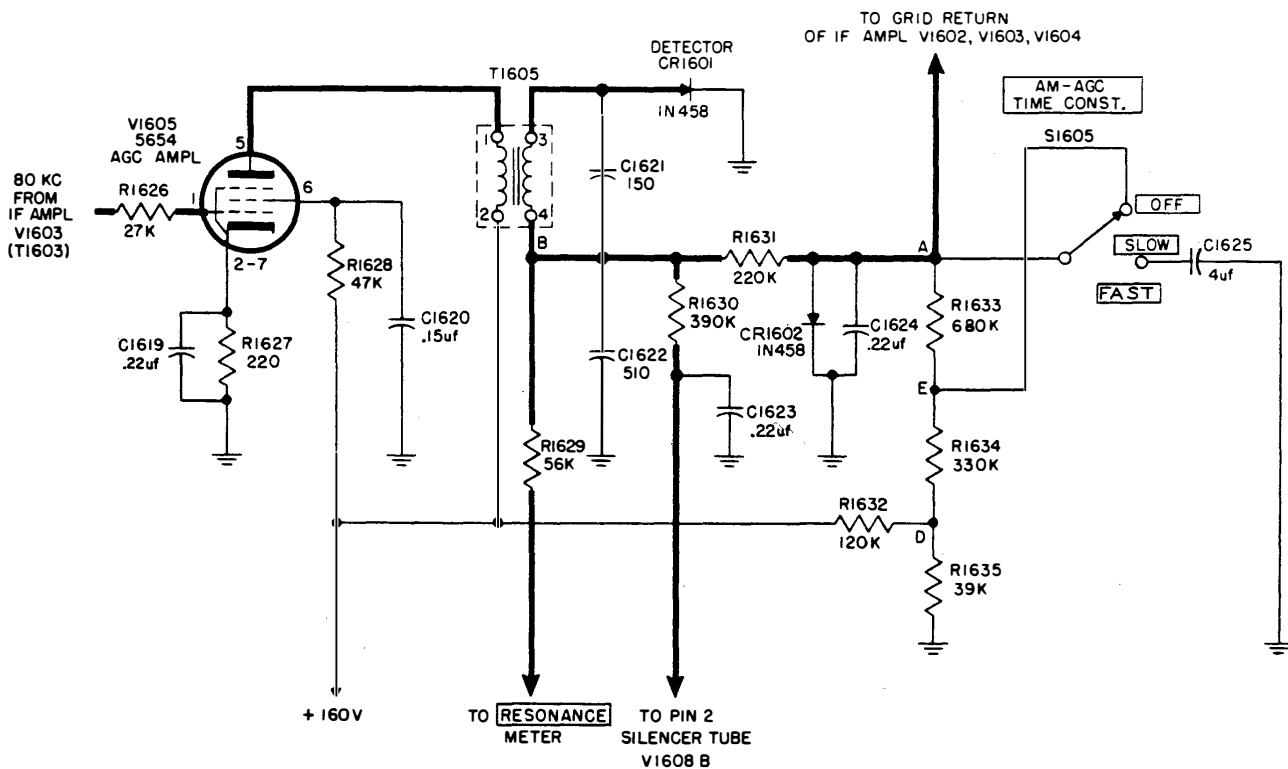 TO GRID RETURN
OF IF AMPL V1602, V1603, V1604
DETECTOR
CR1601
IN458
T1605
AM-AGC
TIME CONST.
S1605
V1605
5654
AGC AMPL
5
6
1
2-7
80 KC
FROM
IF AMPL
V1603
(T1603)
R1626
27K
1
3
2
4
C1621
150
OFF
SLOW
FAST
C1625
4uf
B
A
R1631
220K
R1628
47K
R1630
390K
R1633
680K
C1619
.22uf
R1627
220
C1620
.15uf
C1622
510
CR1602
IN458
C1624
.22uf
E
C1623
.22uf
R1629
56K
R1634
330K
R1632
120K
D
R1635
39K
+160V
TO RESONANCE
METER
TO PIN 2
SILENCER TUBE
V1608 B